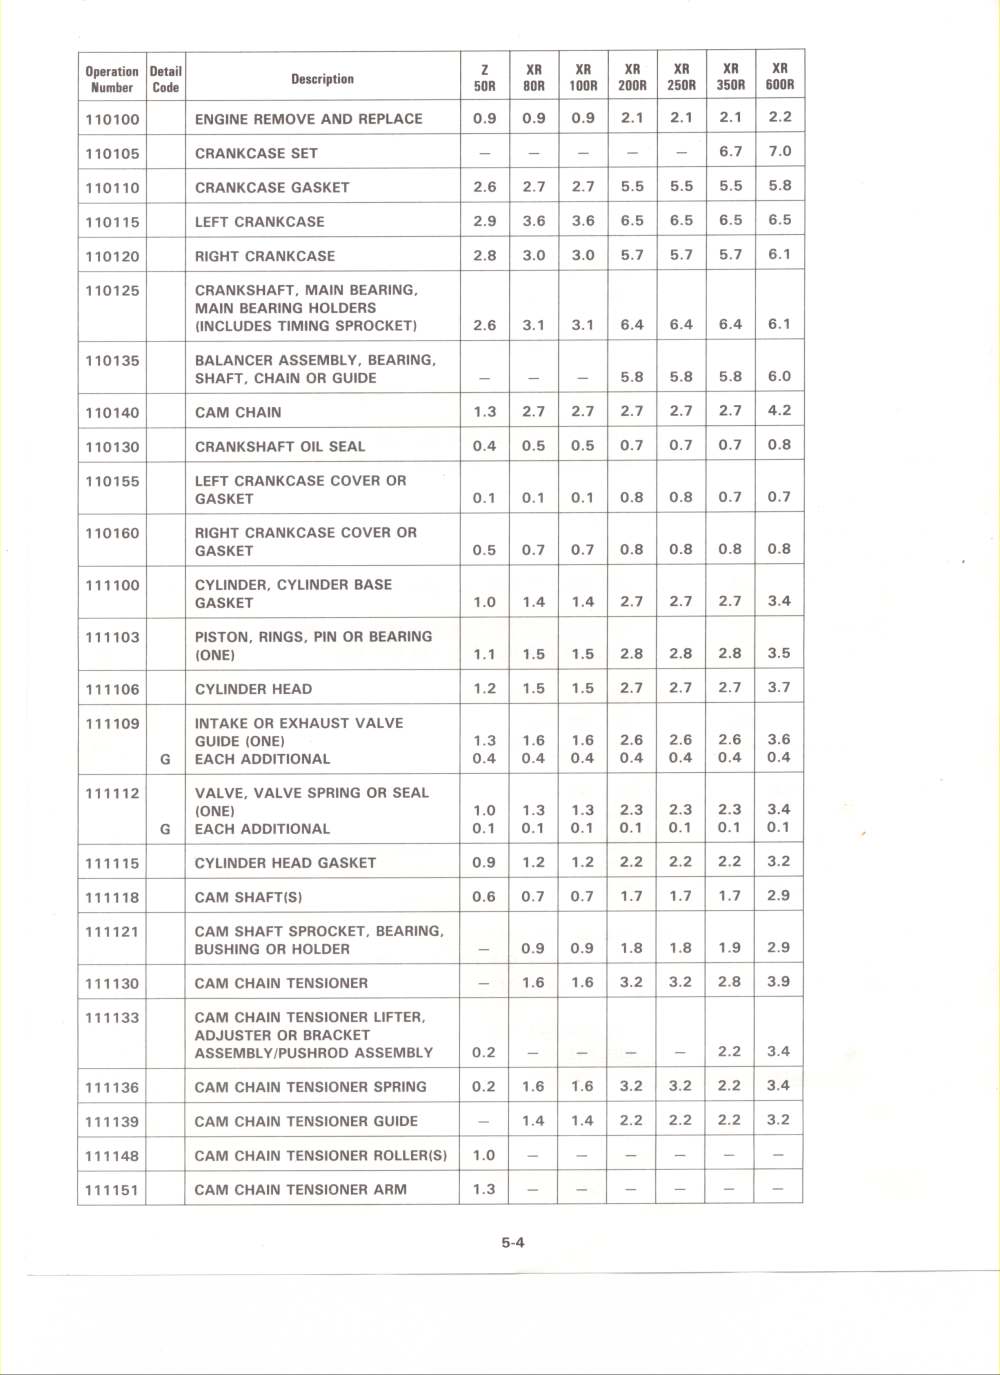 Operation Number Detail Code Description Z 50R XR 80R XR 100R XR 200R XR 250R XR 350R XR 600R
110100 ENGINE REMOVE AND REPLACE 0.9 0.9 0.9 2.1 2.1 2.1 2.2
110105 CRANKCASE SET – – – – – 6.7 7.0
110110 CRANKCASE GASKET 2.6 2.7 2.7 5.5 5.5 5.5 5.8
110115 LEFT CRANKCASE 2.9 3.6 3.6 6.5 6.5 6.5 6.5
110120 RIGHT CRANKCASE 2.8 3.0 3.0 5.7 5.7 5.7 6.1
110125 CRANKSHAFT, MAIN BEARING,
MAIN BEARING HOLDERS
(INCLUDES TIMING SPROCKET) 2.6 3.1 3.1 6.4 6.4 6.4 6.1
110135 BALANCER ASSEMBLY, BEARING,
SHAFT, CHAIN OR GUIDE – – – 5.8 5.8 5.8 6.0
110140 CAM CHAIN 1.3 2.7 2.7 2.7 2.7 2.7 4.2
110130 CRANKSHAFT OIL SEAL 0.4 0.5 0.5 0.7 0.7 0.7 0.8
110155 LEFT CRANKCASE COVER OR
GASKET 0.1 0.1 0.1 0.8 0.8 0.7 0.7
110160 RIGHT CRANKCASE COVER OR
GASKET 0.5 0.7 0.7 0.8 0.8 0.8 0.8
111100 CYLINDER, CYLINDER BASE
GASKET 1.0 1.4 1.4 2.7 2.7 2.7 3.4
111103 PISTON, RINGS, PIN OR BEARING
(ONE) 1.1 1.5 1.5 2.8 2.8 2.8 3.5
111106 CYLINDER HEAD 1.2 1.5 1.5 2.7 2.7 2.7 3.7
111109 INTAKE OR EXHAUST VALVE
GUIDE (ONE) 1.3 1.6 1.6 2.6 2.6 2.6 3.6
G EACH ADDITIONAL 0.4 0.4 0.4 0.4 0.4 0.4 0.4
111112 VALVE, VALVE SPRING OR SEAL
(ONE) 1.0 1.3 1.3 2.3 2.3 2.3 3.4
G EACH ADDITIONAL 0.1 0.1 0.1 0.1 0.1 0.1 0.1
111115 CYLINDER HEAD GASKET 0.9 1.2 1.2 2.2 2.2 2.2 3.2
111118 CAM SHAFT(S) 0.6 0.7 0.7 1.7 1.7 1.7 2.9
111121 CAM SHAFT SPROCKET, BEARING,
BUSHING OR HOLDER – 0.9 0.9 1.8 1.8 1.9 2.9
111130 CAM CHAIN TENSIONER – 1.6 1.6 3.2 3.2 2.8 3.9
111133 CAM CHAIN TENSIONER LIFTER,
ADJUSTER OR BRACKET
ASSEMBLY/PUSHROD ASSEMBLY 0.2 – – – – 2.2 3.4
111136 CAM CHAIN TENSIONER SPRING 0.2 1.6 1.6 3.2 3.2 2.2 3.4
111139 CAM CHAIN TENSIONER GUIDE – 1.4 1.4 2.2 2.2 2.2 3.2
111148 CAM CHAIN TENSIONER ROLLER(S) 1.0 – – – – – –
111151 CAM CHAIN TENSIONER ARM 1.3 – – – – – –
5-4